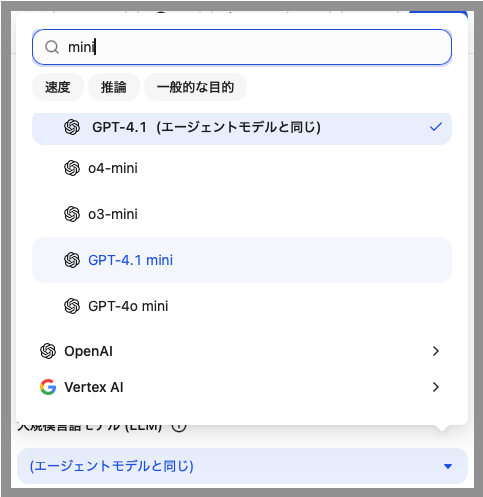 mini
速度 推論 一般的な目的
GPT-4.1 (エージェントモデルと同じ)
o4-mini
o3-mini
GPT-4.1 mini
GPT-4o mini
OpenAI
Vertex AI
大規模言語モデル (LLM)
(エージェントモデルと同じ)